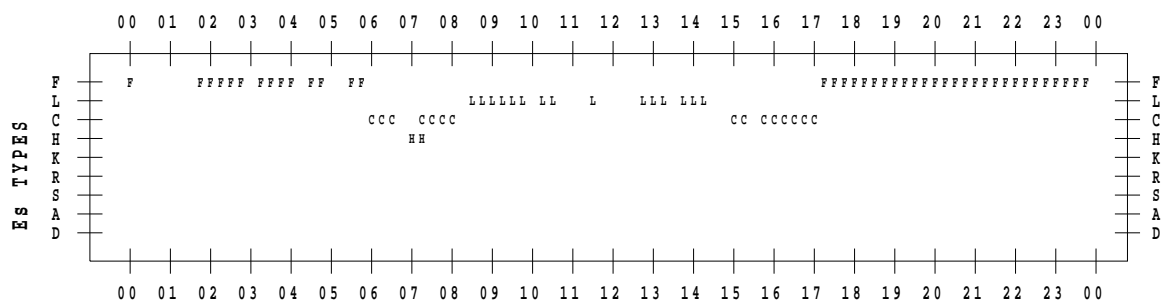 00 01 02 03 04 05 06 07 08 09 10 11 12 13 14 15 16 17 18 19 20 21 22 23 00
Es TYPES
F F FFFFF FFFF FF FF FFFFFFFFFFFFFFFFFFFFFFFFFFF F
L LLLLLL LL L LLL LLL L
C CCC CCCC CC CCCCCC C
H HH H
K K
R R
S S
A A
D D
00 01 02 03 04 05 06 07 08 09 10 11 12 13 14 15 16 17 18 19 20 21 22 23 00